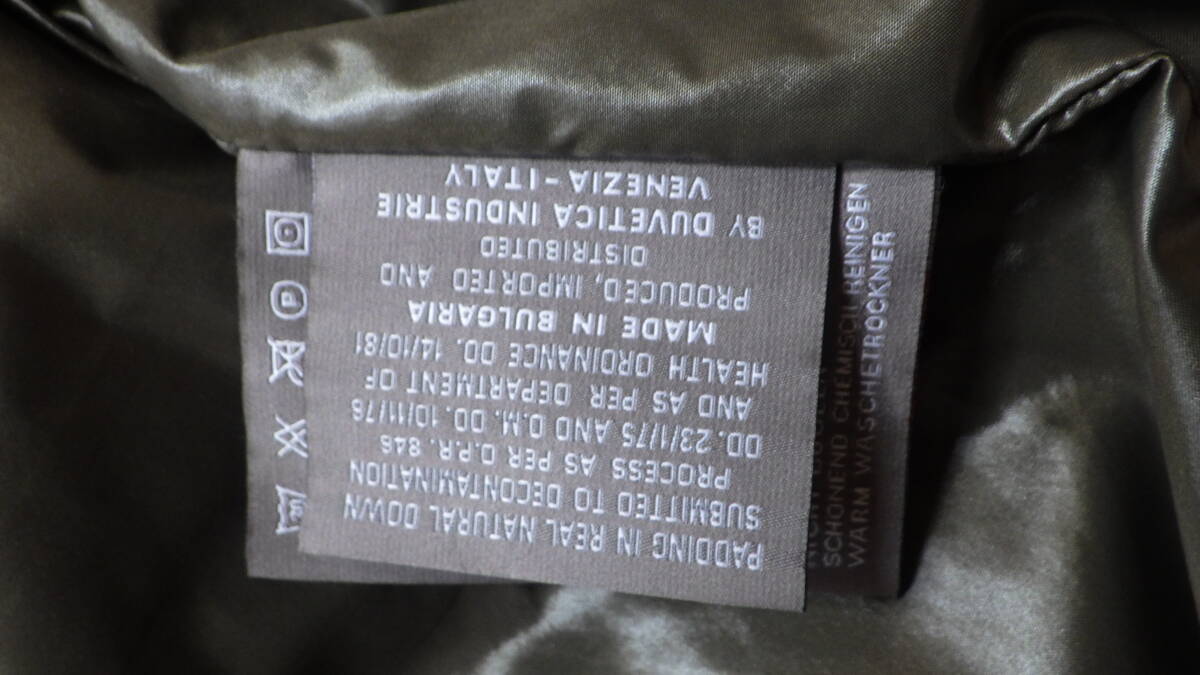 PADDING IN REAL NATURAL DOWN
SUBMITTED TO DECONTAMINATION
PROCESS AS PER D.P.R. 846
DD. 23/1/75 AND D.M. DD. 10/11/76
AND AS PER DEPARTMENT OF
HEALTH ORDINANCE DD. 14/10/81
MADE IN BULGARIA
PRODUCED, IMPORTED AND
DISTRIBUTED
BY DUVETICA INDUSTRIE
VENEZIA - ITALY
SCHONEND CHEMISCH REINIGEN
WARM WASCHETROCKNER
P